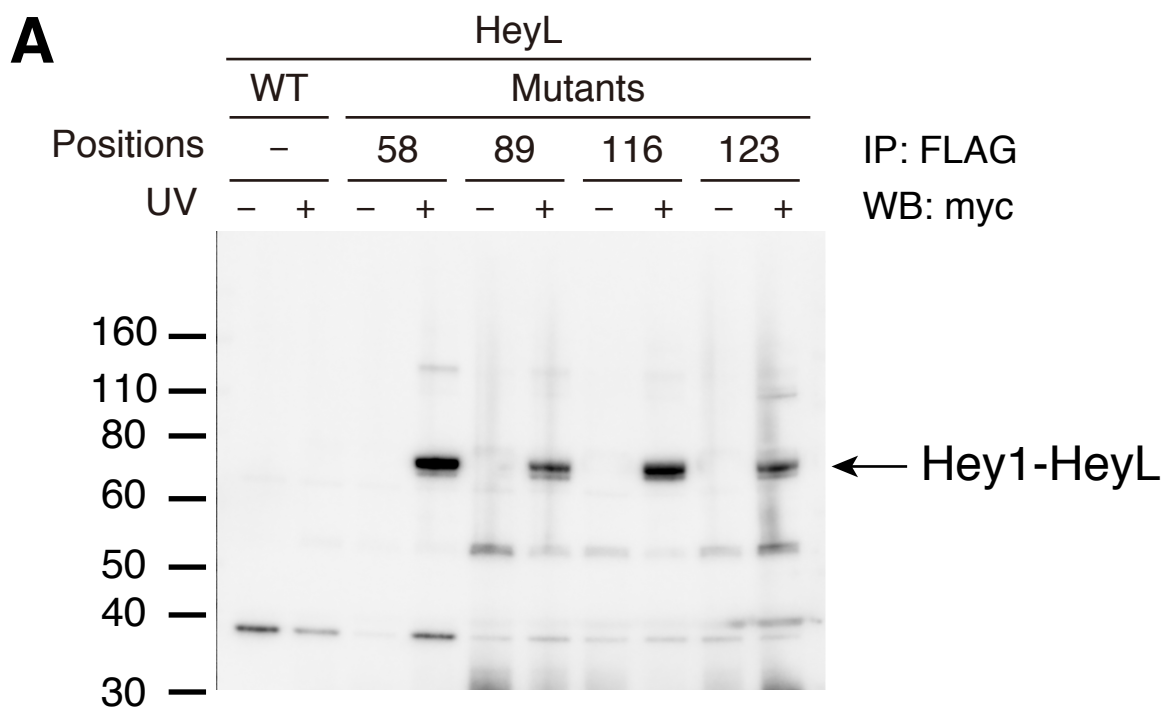 A
HeyL
WT Mutants
Positions – 58 89 116 123 IP: FLAG
UV – + – + – + – + – + WB: myc
160
110
80
Hey1-HeyL
60
50
40
30